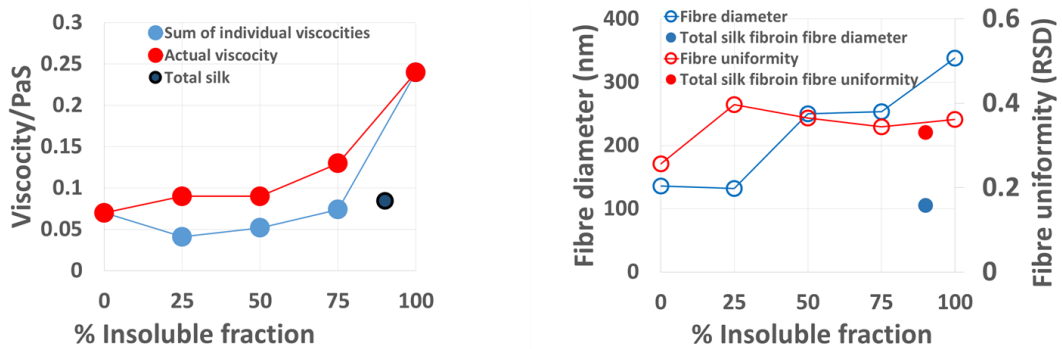 0.3
0.25
0.2
0.15
0.1
0.05
0
Viscocity/PaS
Sum of individual viscocities
Actual viscocity
Total silk
0 25 50 75 100
% Insoluble fraction
400
300
200
100
0
Fibre diameter (nm)
Fibre diameter
Total silk fibroin fibre diameter
Fibre uniformity
Total silk fibroin fibre uniformity
0.6
0.4
0.2
0
Fibre uniformity (RSD)
0 25 50 75 100
% Insoluble fraction